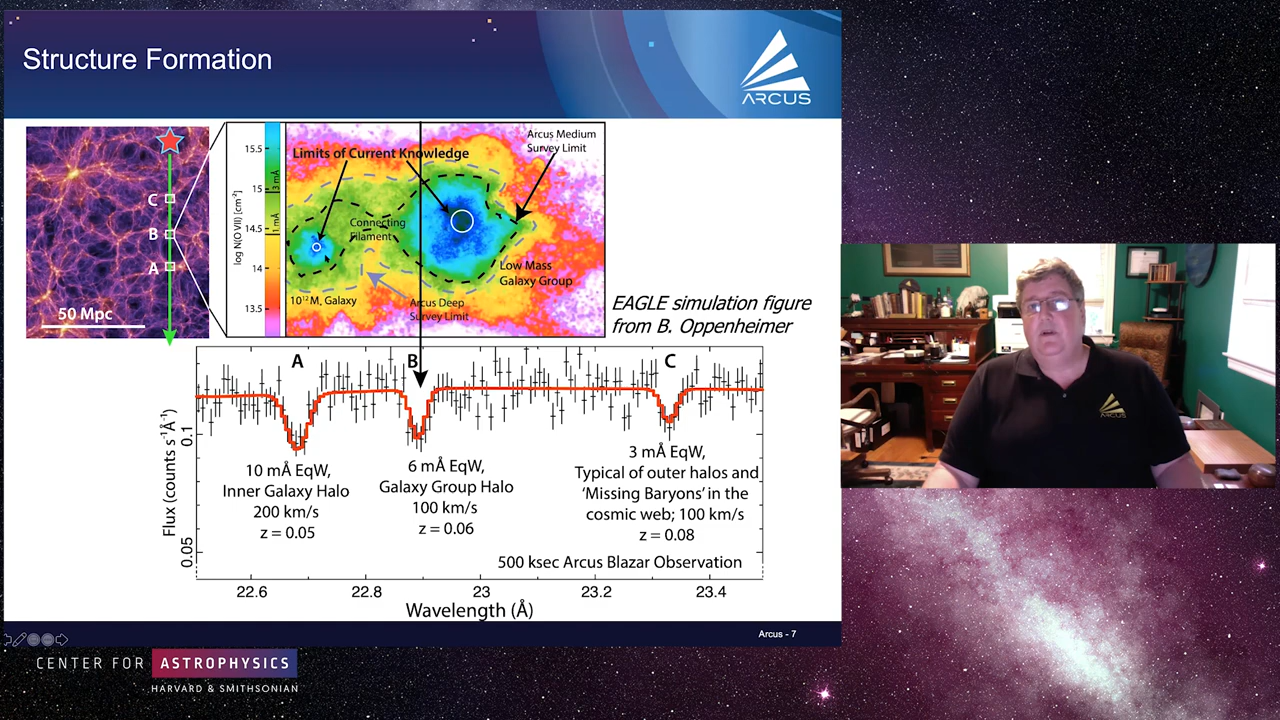 Structure Formation
ARCUS
C
B
A
50 Mpc
log N(O VII) [cm⁻²]
15.5
15
14.5
14
13.5
3 mÅ
1 mÅ
Limits of Current Knowledge
Arcus Medium
Survey Limit
Connecting
Filament
Low Mass
Galaxy Group
10¹² M, Galaxy
Arcus Deep
Survey Limit
EAGLE simulation figure
from B. Oppenheimer
A
B
C
Flux (counts s⁻¹Å⁻¹)
0.1
0.05
10 mÅ EqW,
Inner Galaxy Halo
200 km/s
z = 0.05
6 mÅ EqW,
Galaxy Group Halo
100 km/s
z = 0.06
3 mÅ EqW,
Typical of outer halos and
'Missing Baryons' in the
cosmic web; 100 km/s
z = 0.08
500 ksec Arcus Blazar Observation
22.6
22.8
23
23.2
23.4
Wavelength (Å)
Arcus - 7
CENTER FOR ASTROPHYSICS
HARVARD & SMITHSONIAN
ARCUS